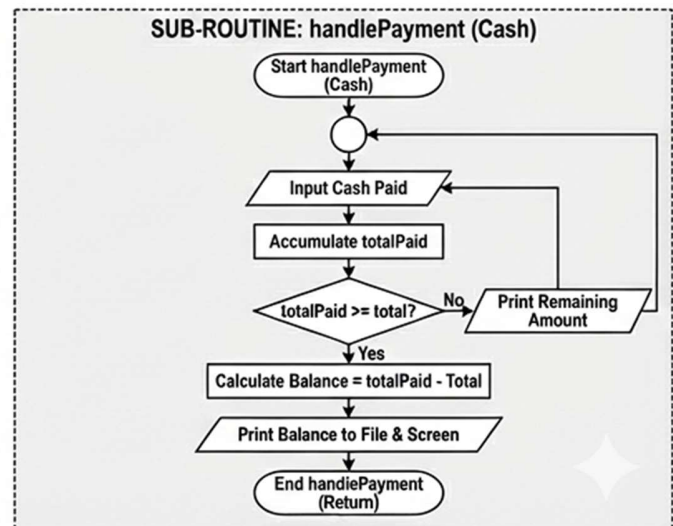 SUB-ROUTINE: handlePayment (Cash)
Start handlePayment
(Cash)
Input Cash Paid
Accumulate totalPaid
totalPaid >= total?
No
Print Remaining
Amount
Yes
Calculate Balance = totalPaid - Total
Print Balance to File & Screen
End handiePayment
(Return)